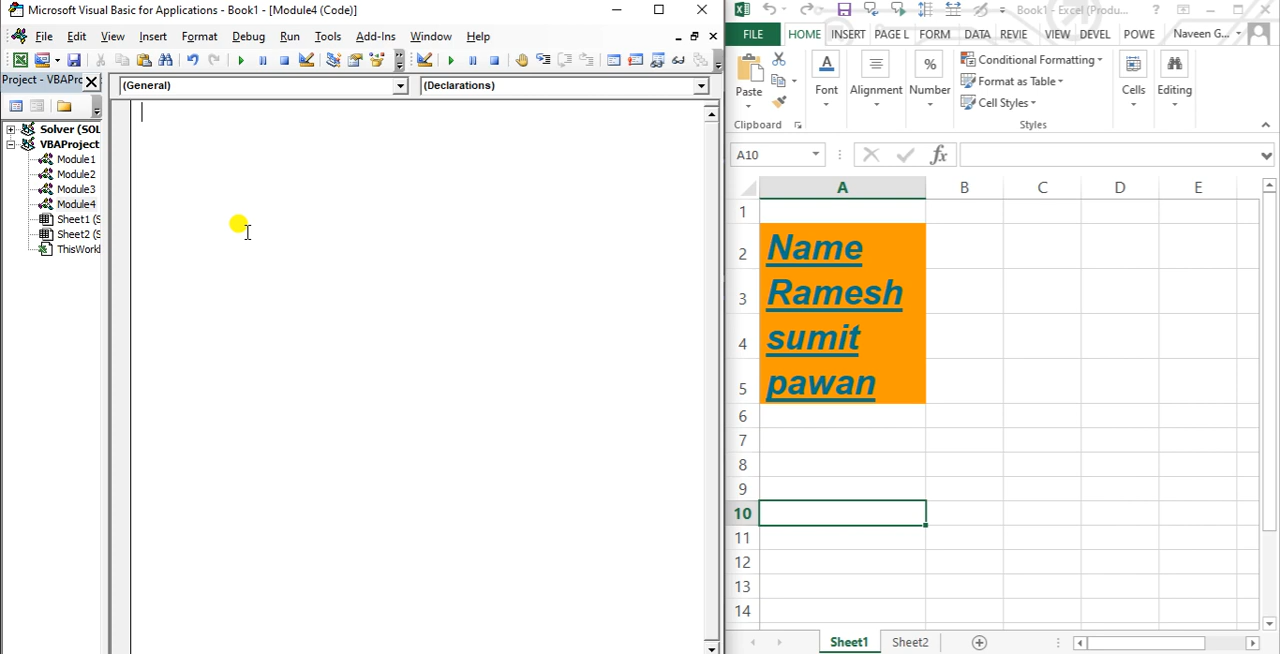 Microsoft Visual Basic for Applications - Book1 - [Module4 (Code)]
File Edit View Insert Format Debug Run Tools Add-Ins Window Help
Project - VBAProj
(General)
(Declarations)
Solver (SOL
VBAProject
Module1
Module2
Module3
Module4
Sheet1 (S
Sheet2 (S
ThisWorkl
Book1 - Excel (Produ...
FILE HOME INSERT PAGE L FORM DATA REVIE VIEW DEVEL POWE Naveen G...
Paste
Clipboard
Font
Alignment
Number
Conditional Formatting
Format as Table
Cell Styles
Styles
Cells
Editing
A10
fx
A B C D E
1
2 Name
3 Ramesh
4 sumit
5 pawan
6
7
8
9
10
11
12
13
14
Sheet1 Sheet2